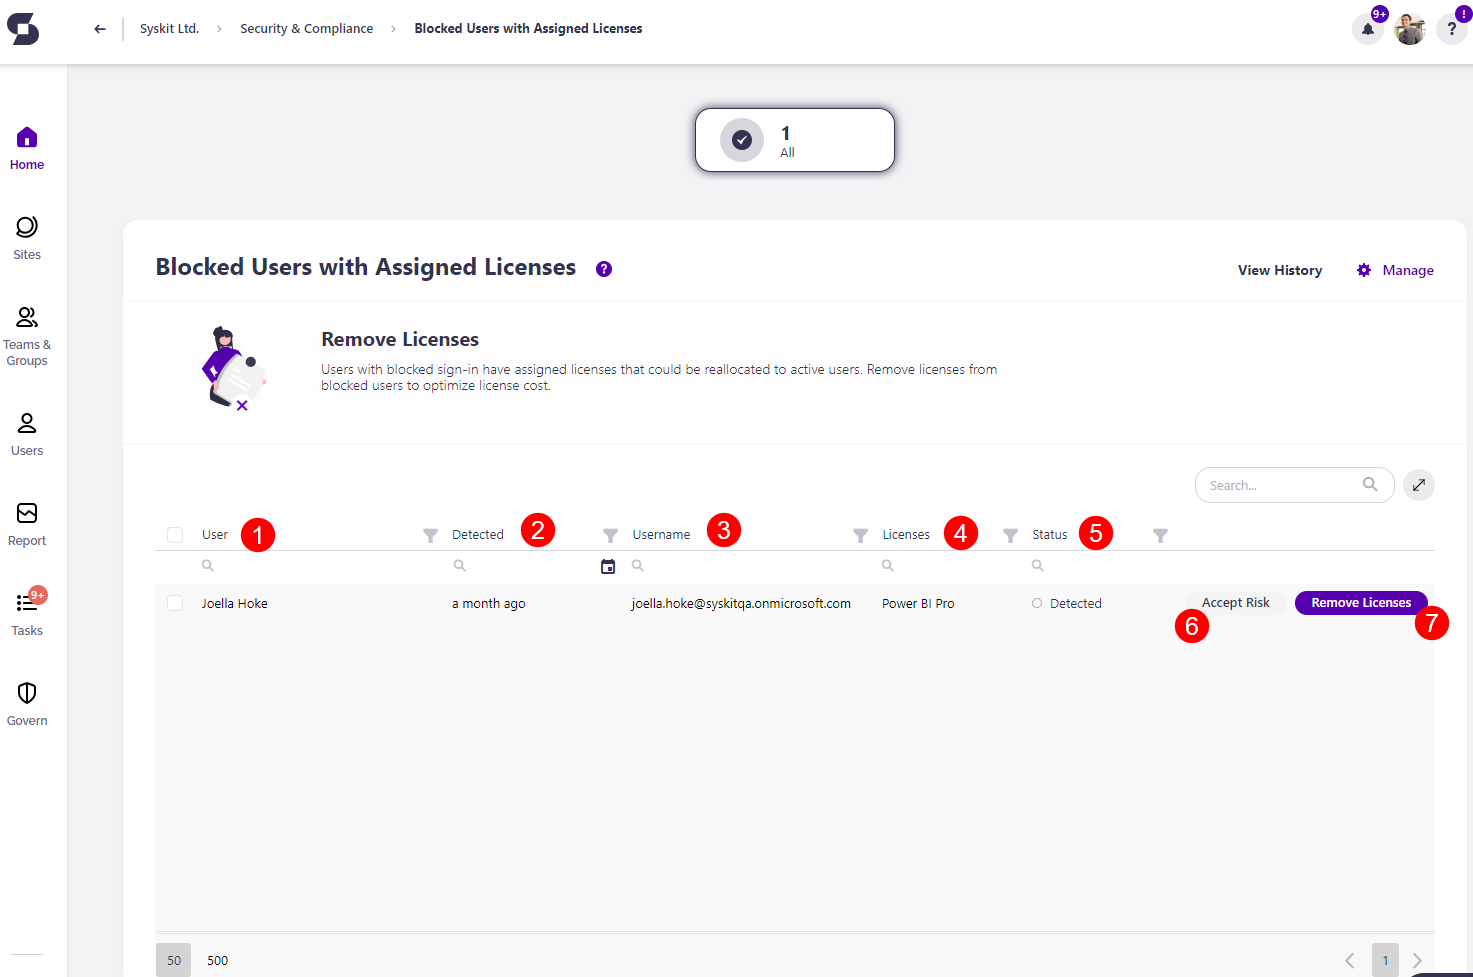 Syskit Ltd. > Security & Compliance > Blocked Users with Assigned Licenses
9+
!
?
1
All
Home
Sites
Teams &
Groups
Users
Report
9+
Tasks
Govern
Blocked Users with Assigned Licenses ?
View History
Manage
Remove Licenses
Users with blocked sign-in have assigned licenses that could be reallocated to active users. Remove licenses from
blocked users to optimize license cost.
Search...
User 1 Detected 2 Username 3 Licenses 4 Status 5
Joella Hoke a month ago joella.hoke@syskitqa.onmicrosoft.com Power BI Pro Detected Accept Risk Remove Licenses
6 7
50 500 1